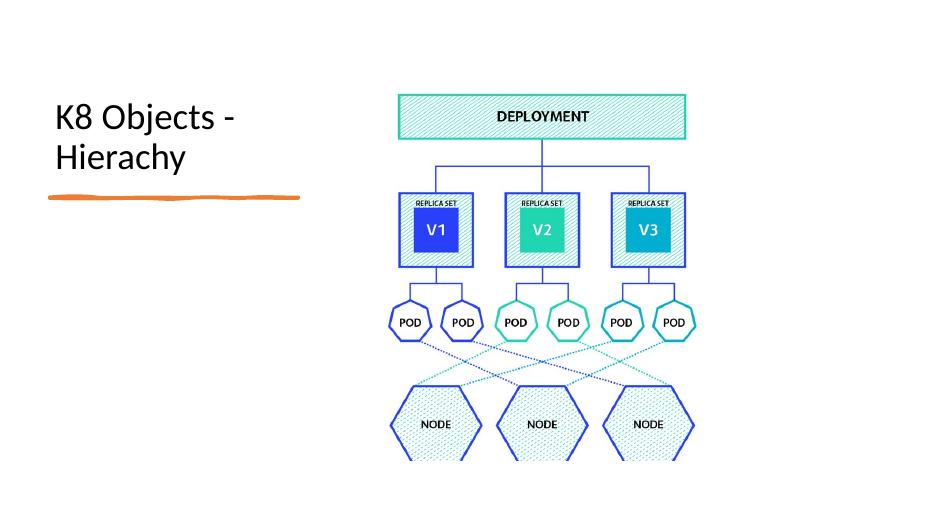 K8 Objects -
Hierachy
DEPLOYMENT
REPLICA SET
V1
REPLICA SET
V2
REPLICA SET
V3
POD
POD
POD
POD
POD
POD
NODE
NODE
NODE